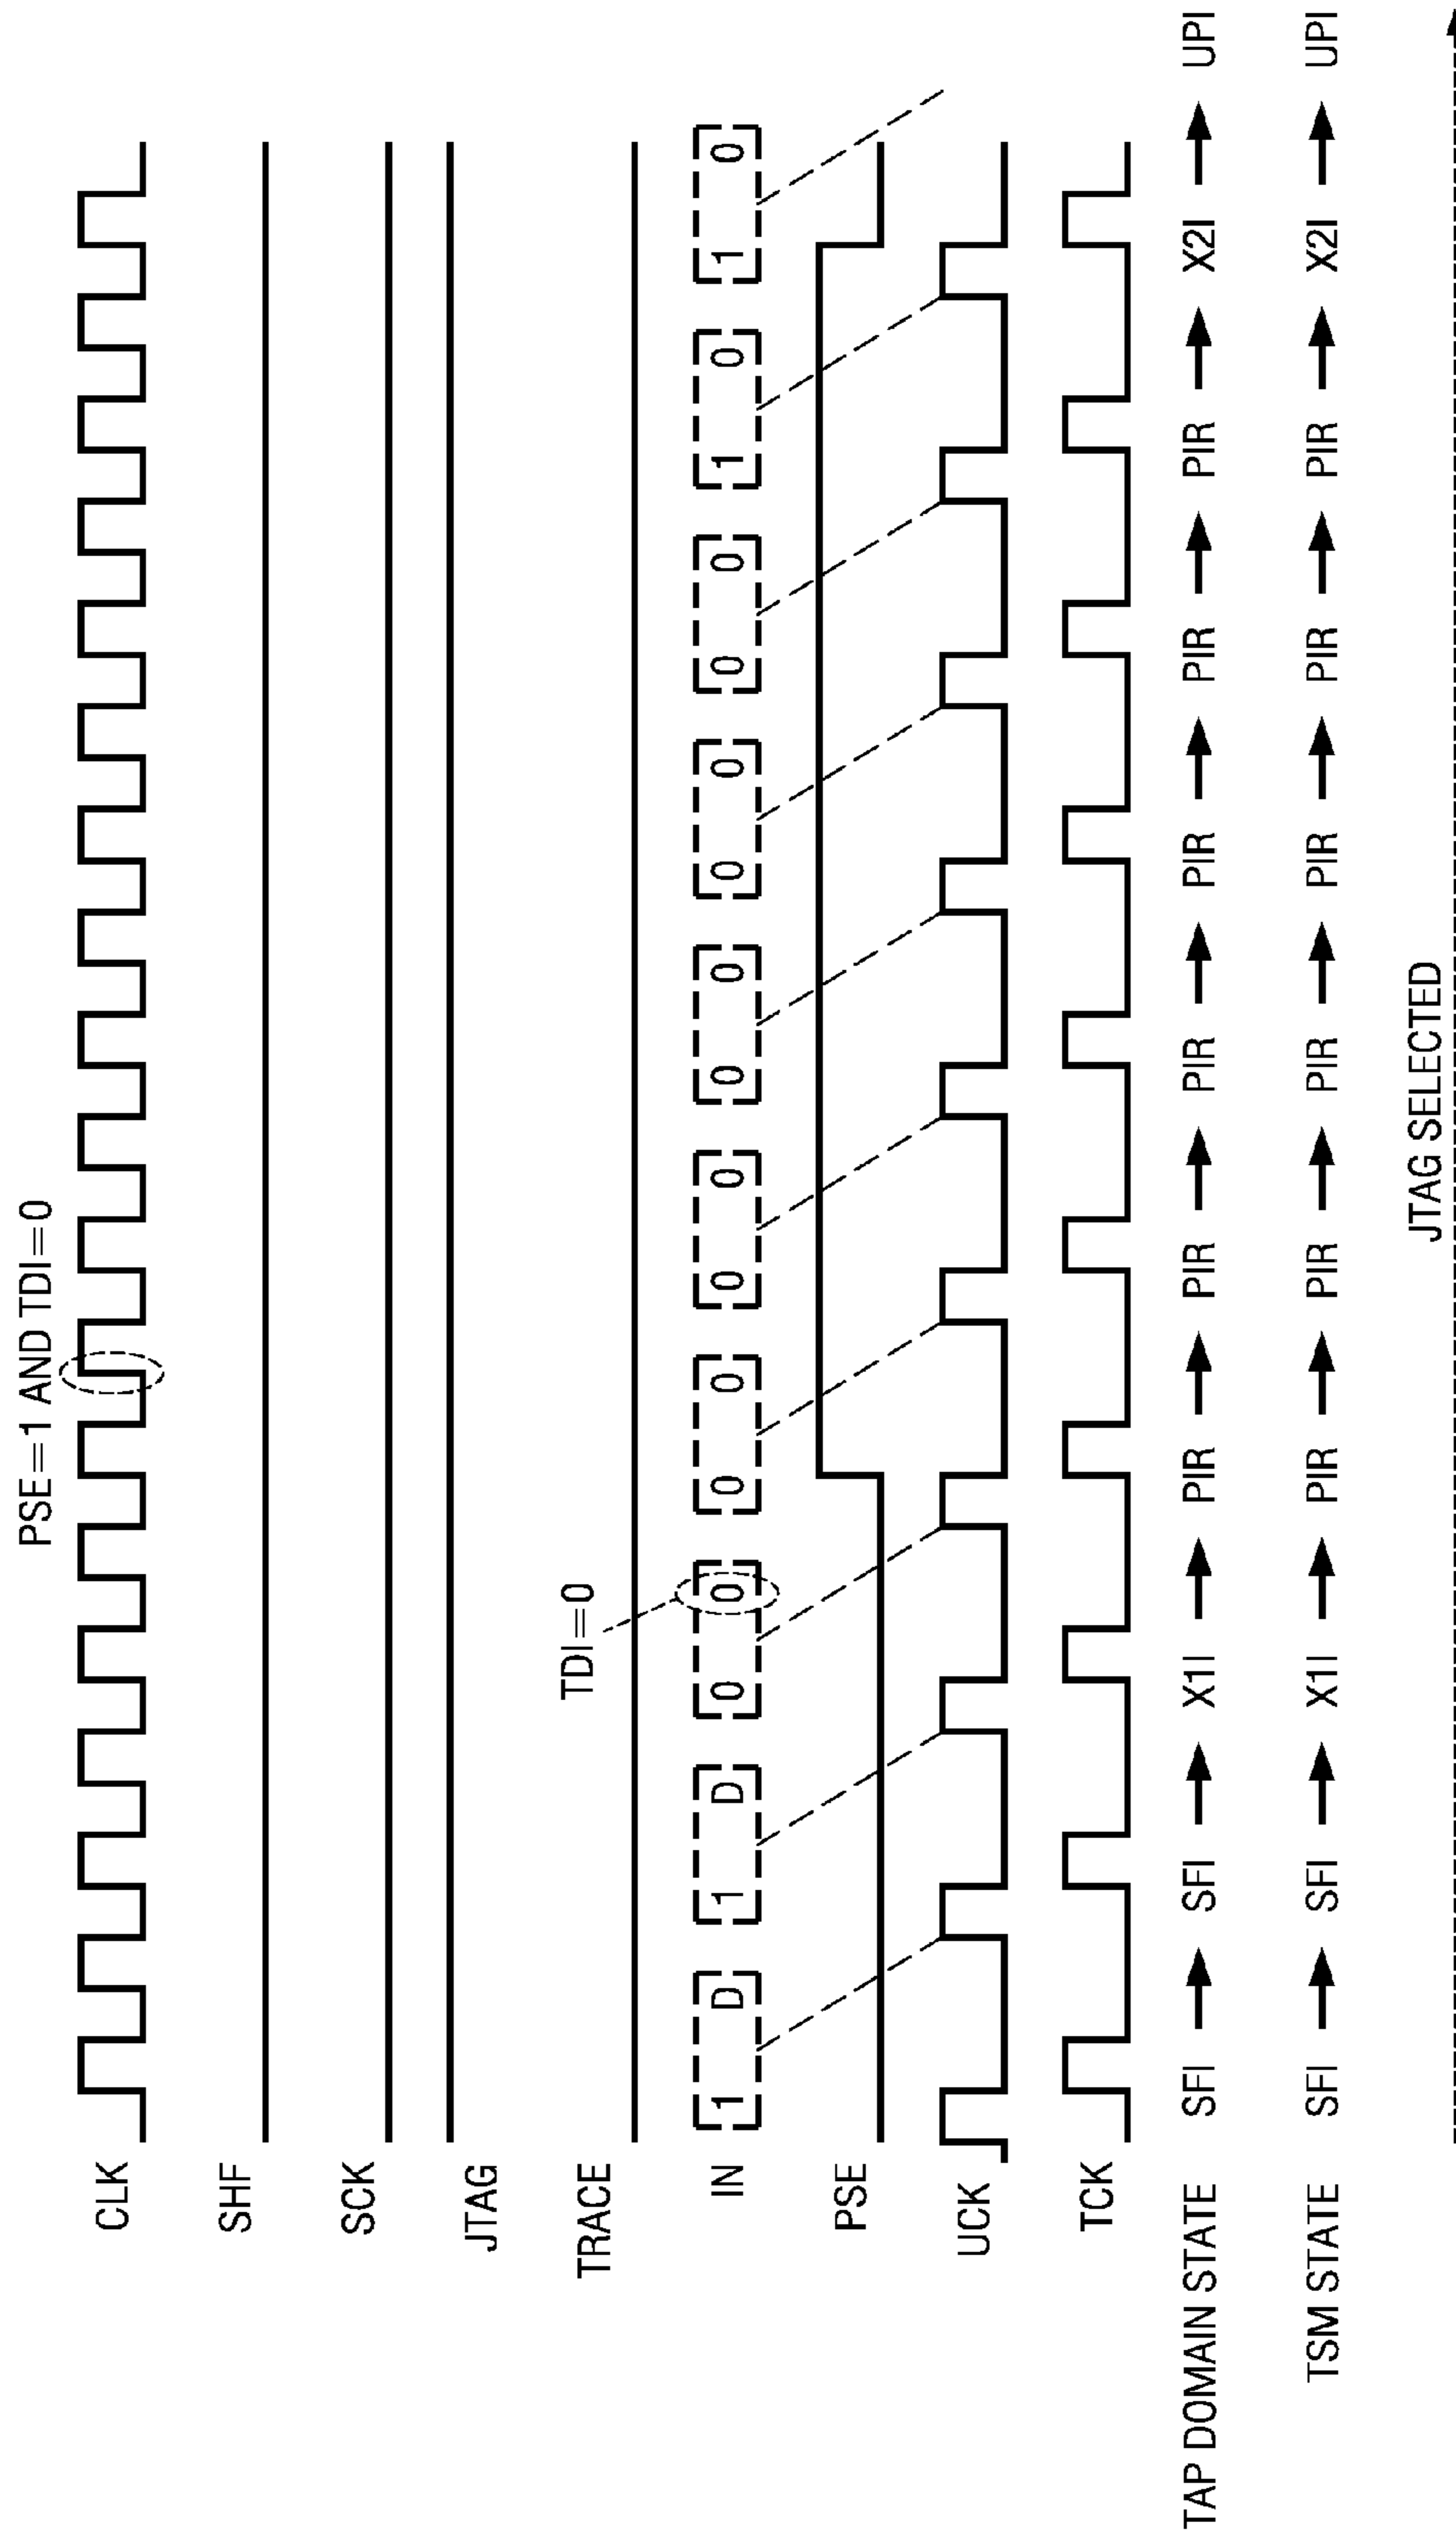 PSE=1 AND TDI=0
CLK
SHF
SCK
JTAG
TDI=0
TRACE
IN 1 D 1 D 0 0 0 0 0 0 0 0 0 0 0 0 1 0 1 0
PSE
UCK
TCK
TAP DOMAIN STATE SFI → SFI → X1I → PIR → PIR → PIR → PIR → PIR → PIR → X2I → UPI
TSM STATE SFI → SFI → X1I → PIR → PIR → PIR → PIR → PIR → PIR → X2I → UPI
JTAG SELECTED